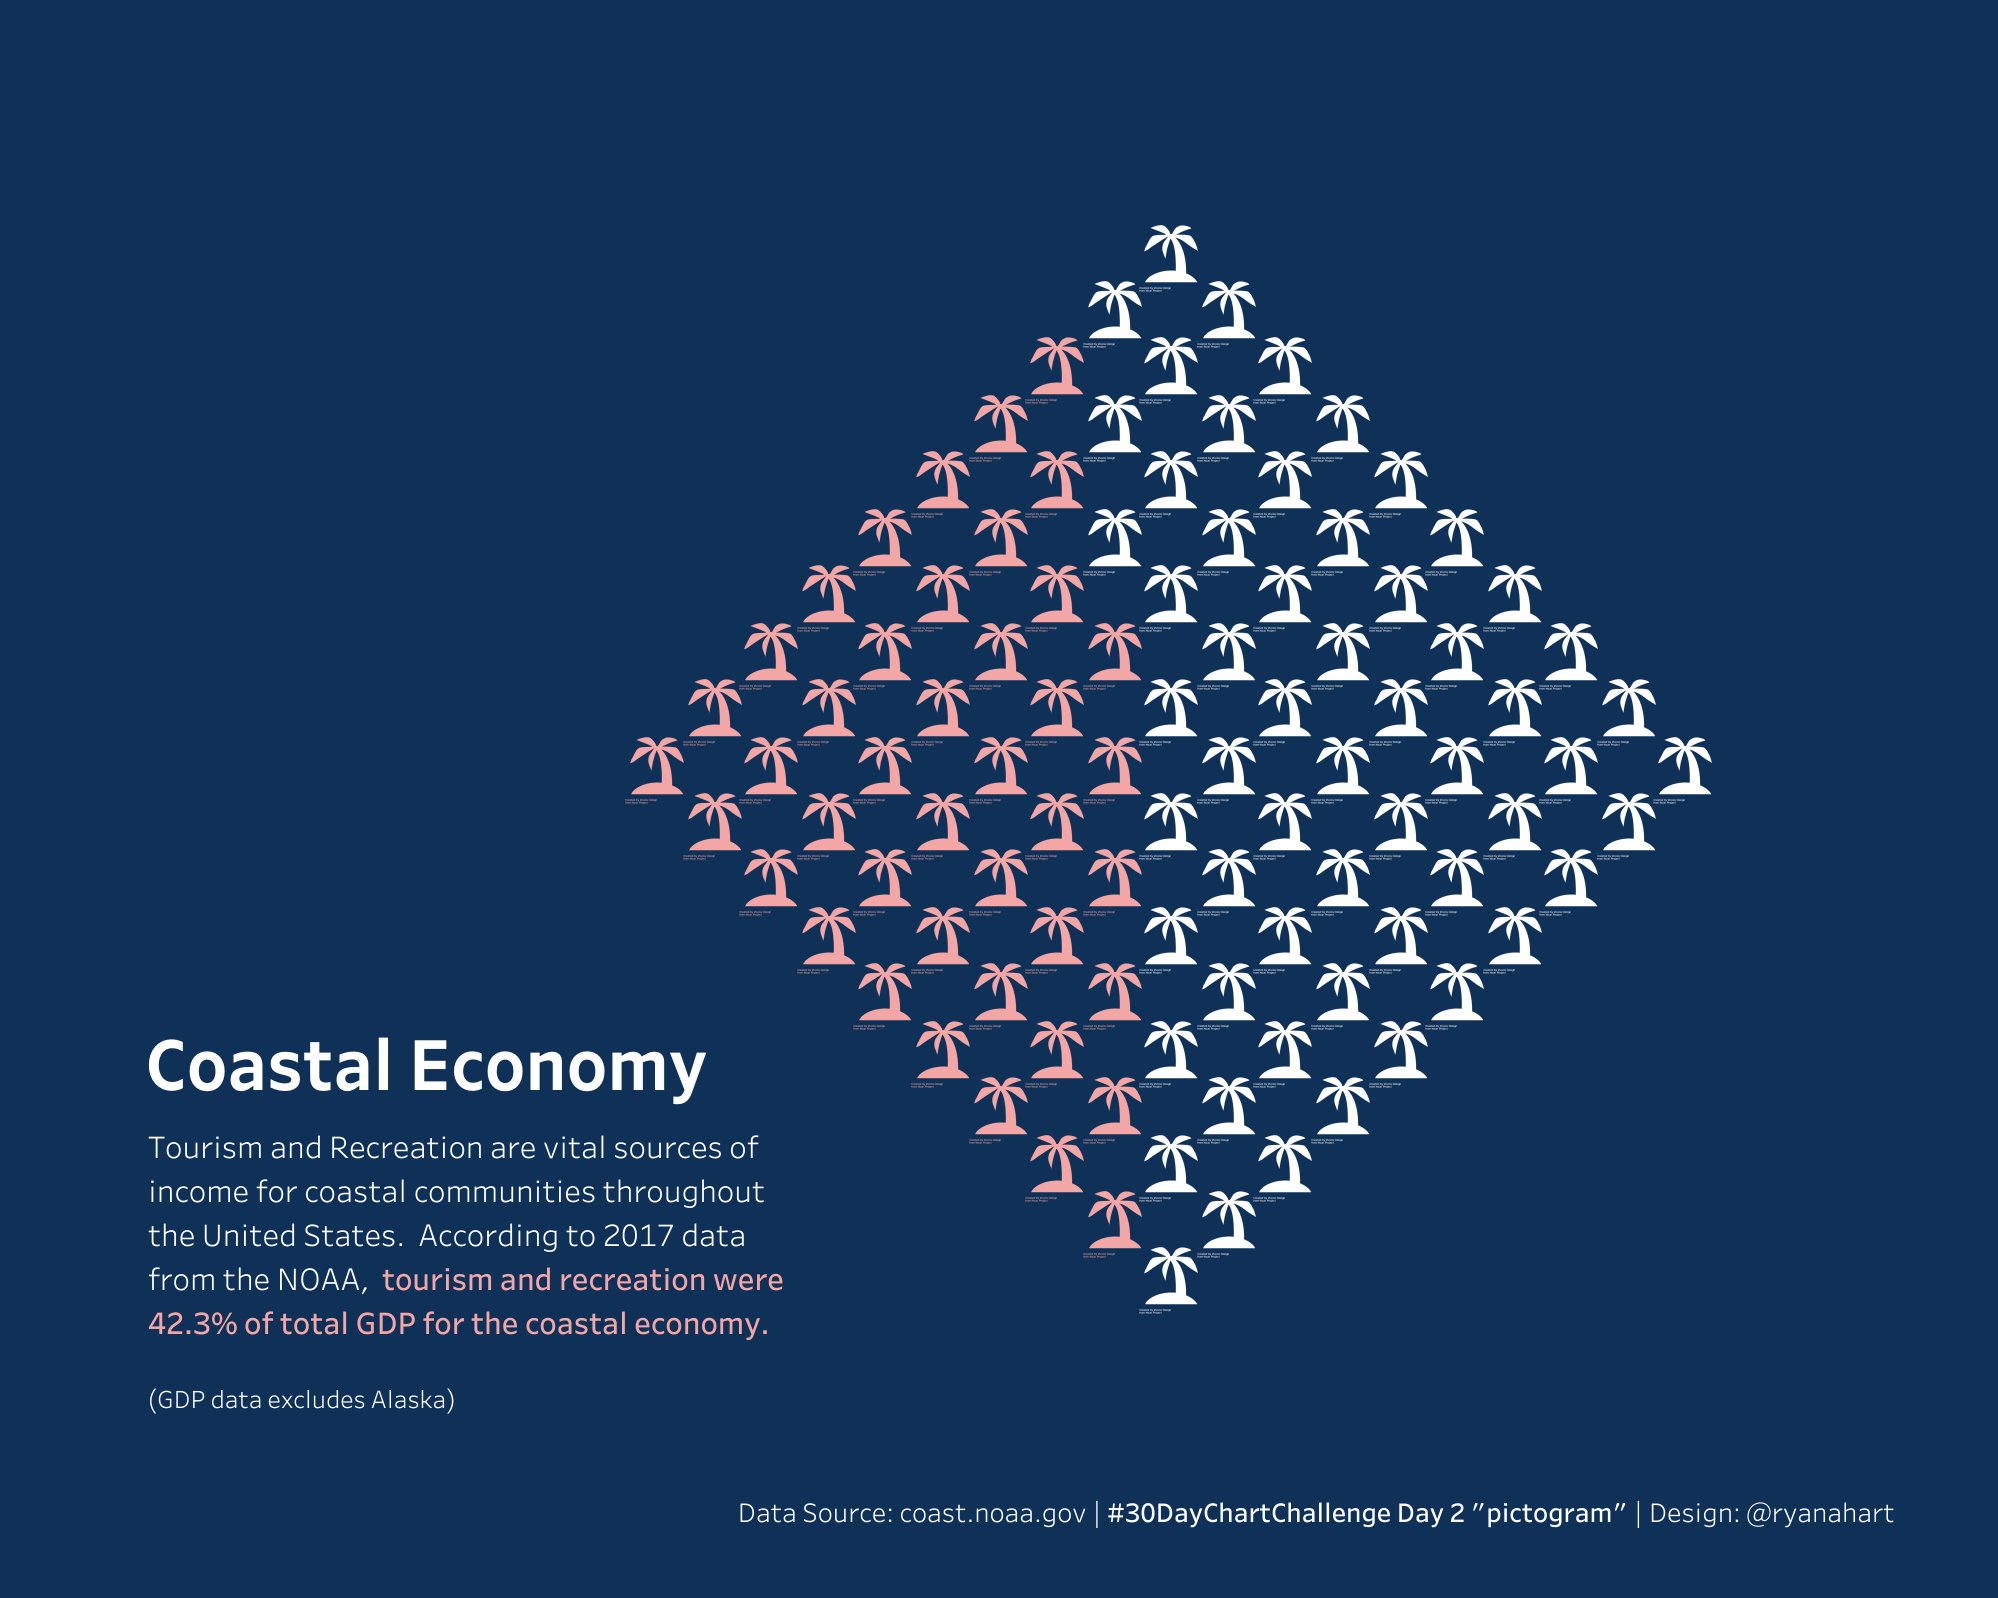 Coastal Economy
Tourism and Recreation are vital sources of
income for coastal communities throughout
the United States.  According to 2017 data
from the NOAA,  tourism and recreation were
42.3% of total GDP for the coastal economy.
(GDP data excludes Alaska)
Data Source: coast.noaa.gov | #30DayChartChallenge Day 2 "pictogram" | Design: @ryanahart